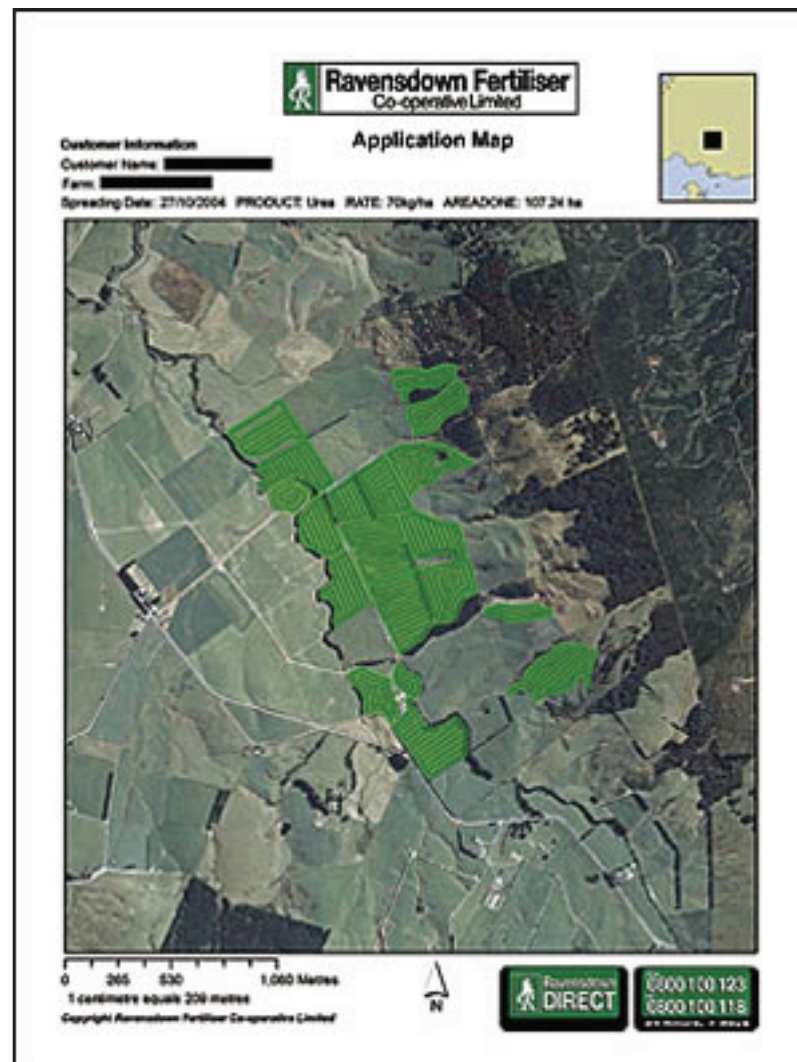 Ravensdown Fertiliser
Co-operative Limited
Application Map
Customer Information
Customer Name:
Farm:
Spreading Date: 27/10/2004 PRODUCT: Urea RATE: 70kg/ha AREADONE: 107.24 ha
0 265 530 1,060 Metres
1 centimetre equals 209 metres
Copyright Ravensdown Fertiliser Co-operative Limited
N
Ravensdown
DIRECT
0800 100 123
0800 100 118